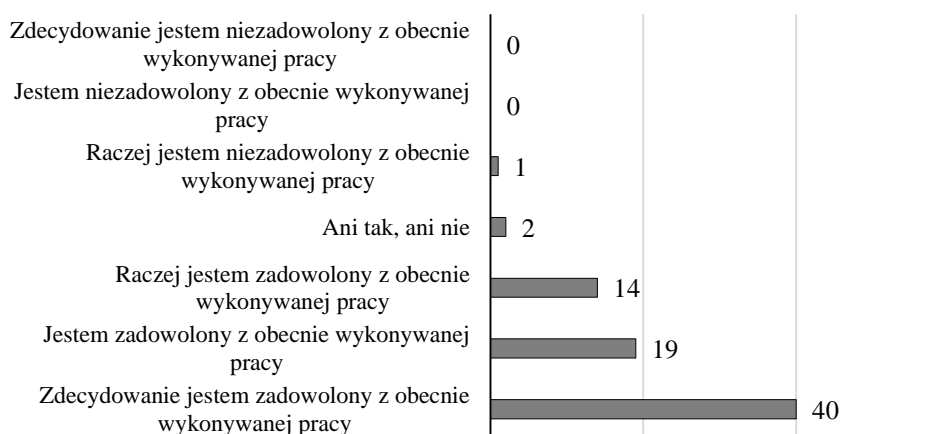 Zdecydowanie jestem niezadowolony z obecnie
wykonywanej pracy
0
Jestem niezadowolony z obecnie wykonywanej
pracy
0
Raczej jestem niezadowolony z obecnie
wykonywanej pracy
1
Ani tak, ani nie
2
Raczej jestem zadowolony z obecnie
wykonywanej pracy
14
Jestem zadowolony z obecnie wykonywanej
pracy
19
Zdecydowanie jestem zadowolony z obecnie
wykonywanej pracy
40